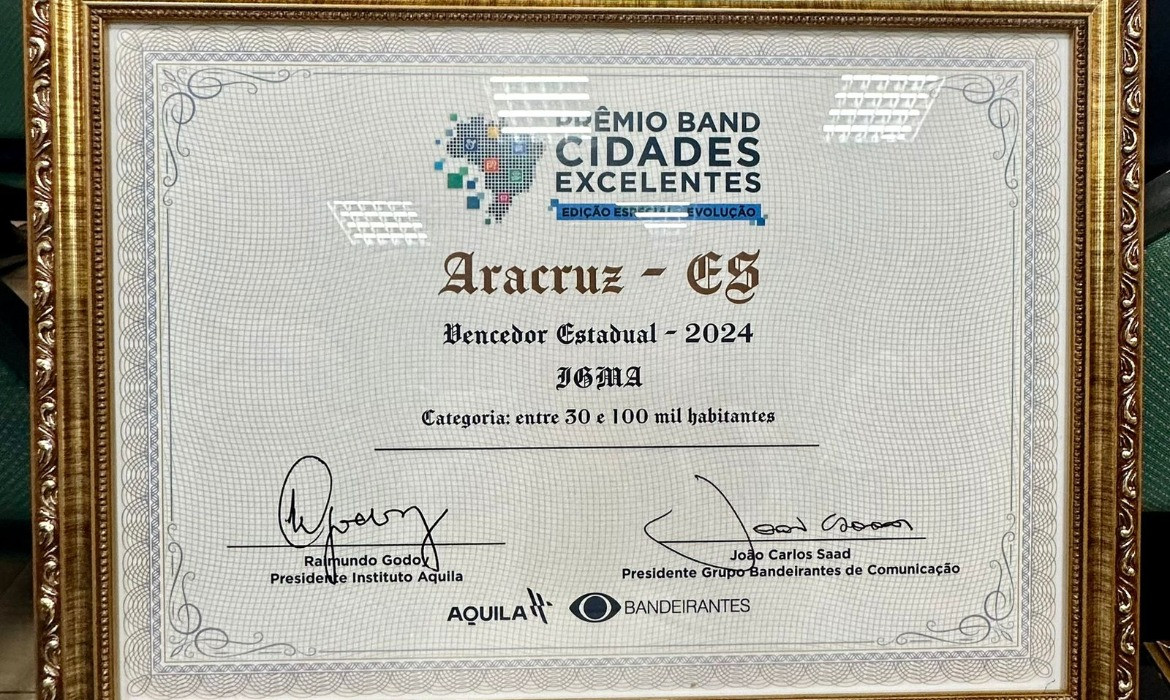 PRÊMIO BAND
CIDADES
EXCELENTES
EDIÇÃO ESPECIAL EVOLUÇÃO
Aracruz - ES
Vencedor Estadual - 2024
IGMA
Categoria: entre 30 e 100 mil habitantes
Raimundo Godoy
Presidente Instituto Aquila
João Carlos Saad
Presidente Grupo Bandeirantes de Comunicação
AQUILA
BANDEIRANTES